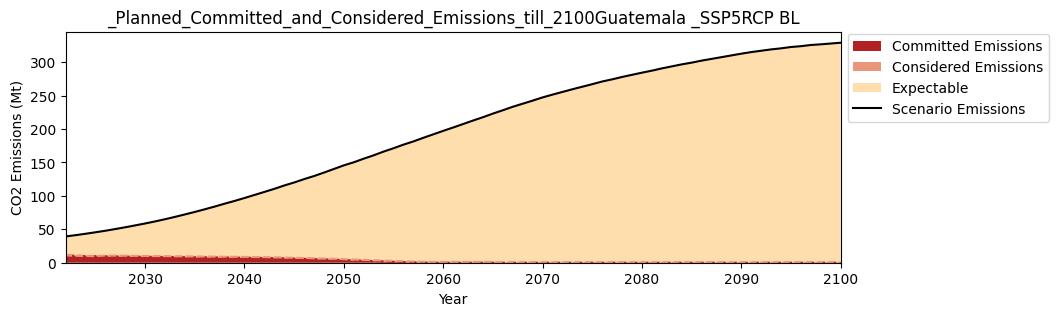 _Planned_Committed_and_Considered_Emissions_till_2100Guatemala _SSP5RCP BL
Committed Emissions
Considered Emissions
Expectable
Scenario Emissions
CO2 Emissions (Mt)
300
250
200
150
100
50
0
2030 2040 2050 2060 2070 2080 2090 2100
Year